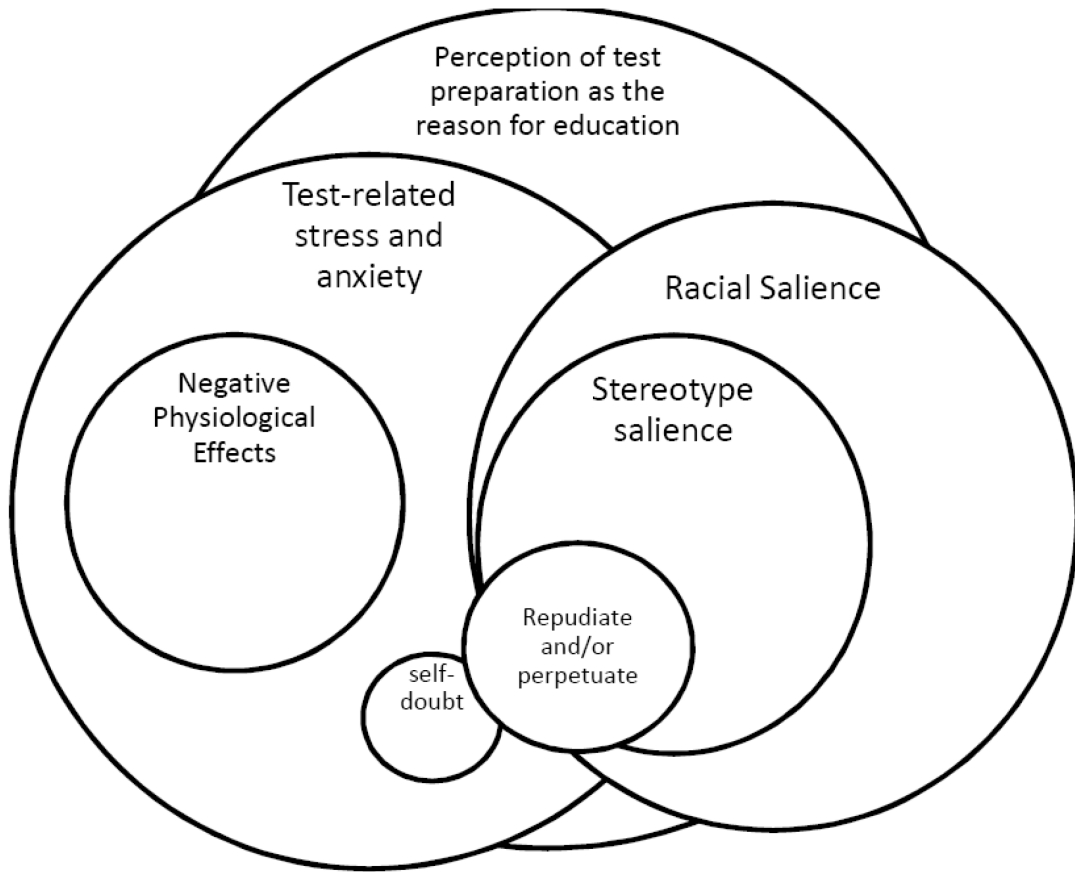 Perception of test
preparation as the
reason for education
Test-related
stress and
anxiety
Racial Salience
Negative
Physiological
Effects
Stereotype
salience
Repudiate
and/or
perpetuate
self-
doubt